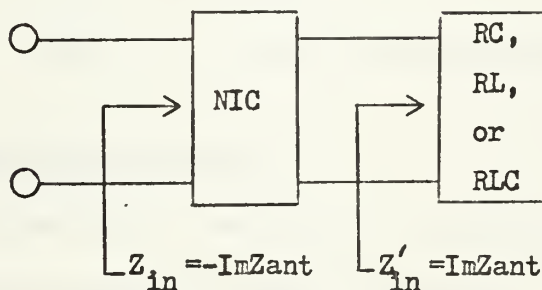 RC,
RL,
or
RLC
NIC
Z_in = -ImZant
Z'_in = ImZant